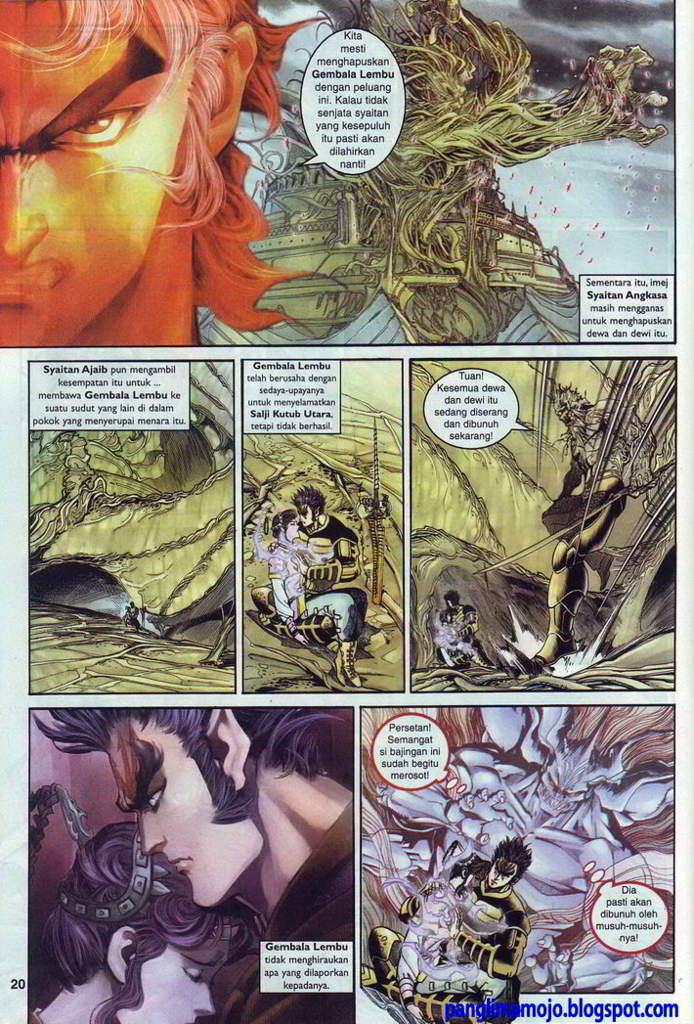 Kita
mesti
menghapuskan
Gembala Lembu
dengan peluang
ini. Kalau tidak
senjata syaitan
yang kesepuluh
itu pasti akan
dilahirkan
nanti!
Sementara itu, imej
Syaitan Angkasa
masih mengganas
untuk menghapuskan
dewa dan dewi itu.
Syaitan Ajaib pun mengambil
kesempatan itu untuk ...
membawa Gembala Lembu ke
suatu sudut yang lain di dalam
pokok yang menyerupai menara itu.
Gembala Lembu
telah berusaha dengan
sedaya-upayanya
untuk menyelamatkan
Salji Kutub Utara,
tetapi tidak berhasil.
Tuan!
Kesemua dewa
dan dewi itu
sedang diserang
dan dibunuh
sekarang!
Gembala Lembu
tidak menghiraukan
apa yang dilaporkan
kepadanya.
Persetan!
Semangat
si bajingan ini
sudah begitu
merosot!
Dia
pasti akan
dibunuh oleh
musuh-musuh-
nya!
20
panglimamojo.blogspot.com